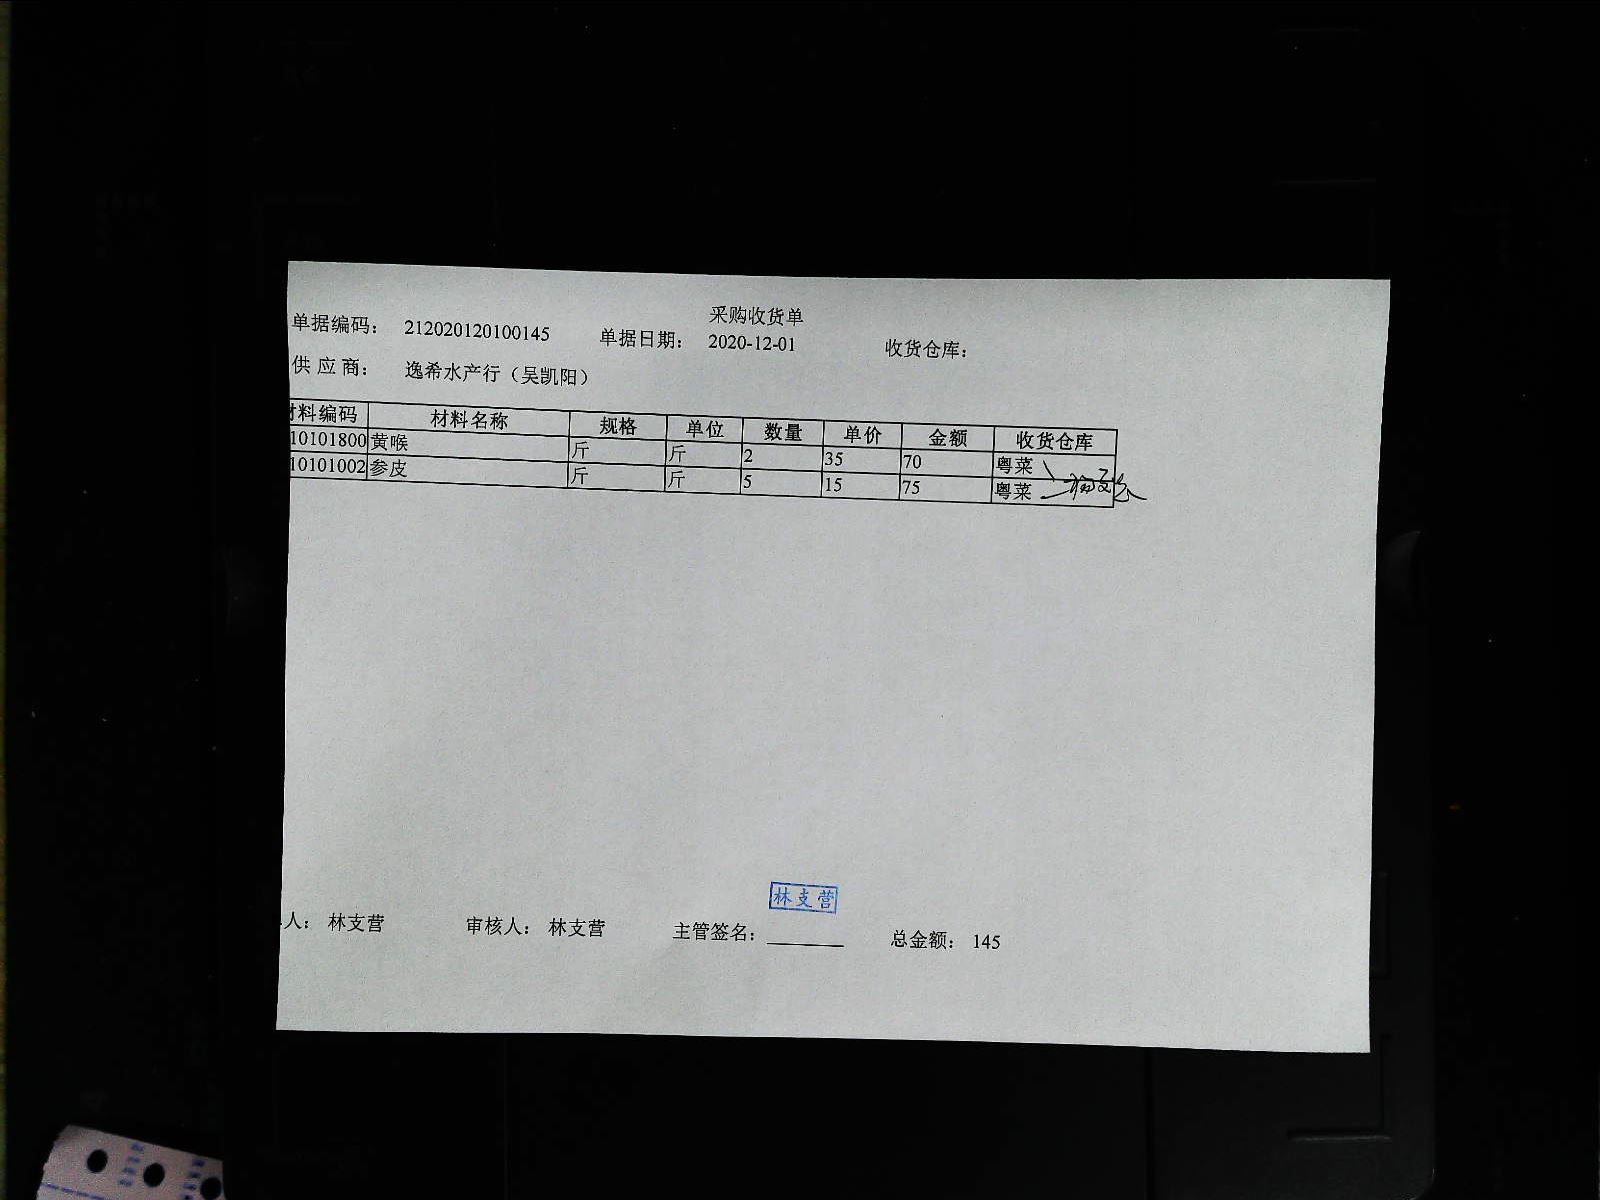 采购收货单
单据编码： 212020120100145 单据日期： 2020-12-01 收货仓库：
供应商： 逸希水产行（吴凯阳）
材料编码 材料名称 规格 单位 数量 单价 金额 收货仓库
10101800 黄喉 斤 斤 2 35 70 粤菜
10101002 参皮 斤 斤 5 15 75 粤菜
林支营
人： 林支营 审核人： 林支营 主管签名： 总金额： 145